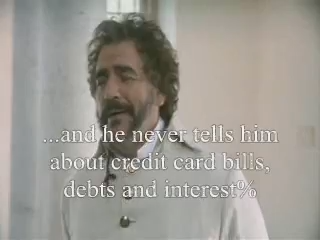 ...and he never tells him
about credit card bills,
debts and interest%